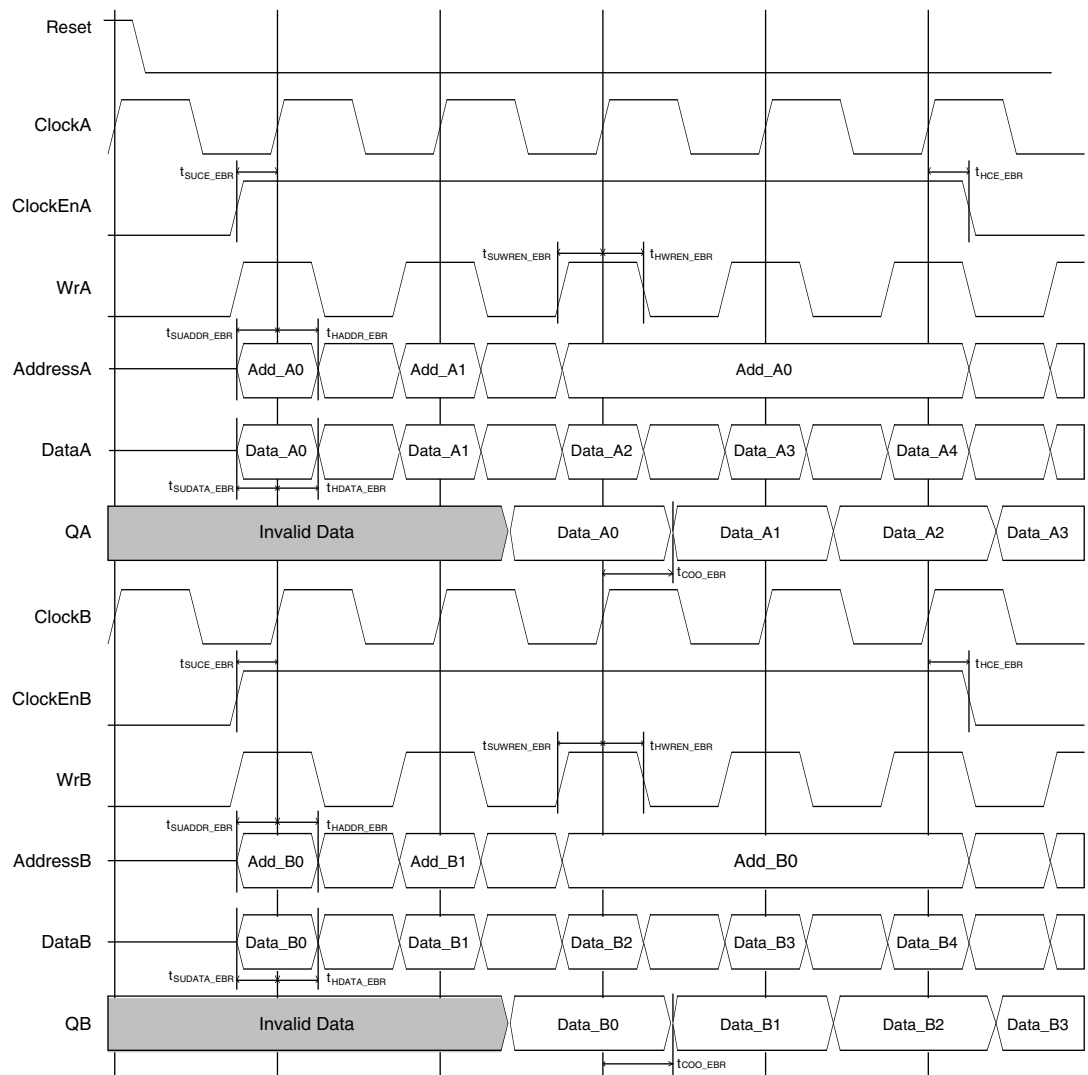 Reset
ClockA
tSUCE_EBR
tHCE_EBR
ClockEnA
tSUWREN_EBR tHWREN_EBR
WrA
tSUADDR_EBR tHADDR_EBR
AddressA Add_A0 Add_A1 Add_A0
DataA Data_A0 Data_A1 Data_A2 Data_A3 Data_A4
tSUDATA_EBR tHDATA_EBR
QA Invalid Data Data_A0 Data_A1 Data_A2 Data_A3
tCOO_EBR
ClockB
tSUCE_EBR tHCE_EBR
ClockEnB
tSUWREN_EBR tHWREN_EBR
WrB
tSUADDR_EBR tHADDR_EBR
AddressB Add_B0 Add_B1 Add_B0
DataB Data_B0 Data_B1 Data_B2 Data_B3 Data_B4
tSUDATA_EBR tHDATA_EBR
QB Invalid Data Data_B0 Data_B1 Data_B2 Data_B3
tCOO_EBR